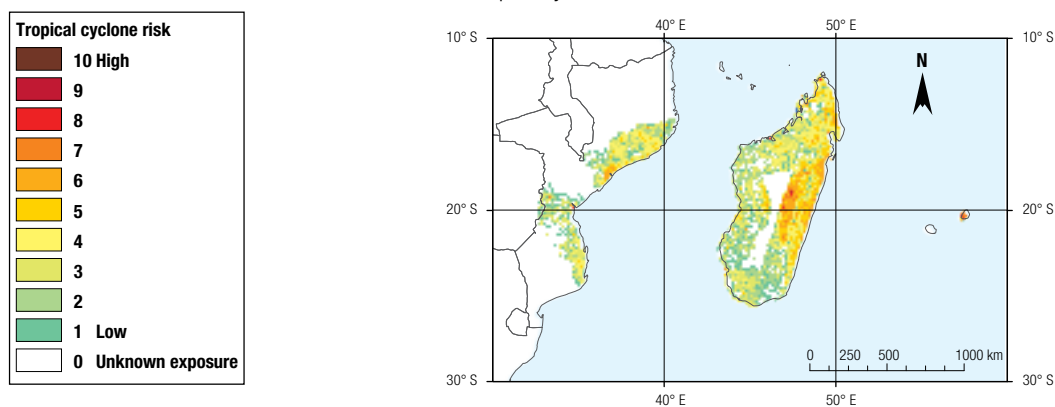 Tropical cyclone risk
10 High
9
8
7
6
5
4
3
2
1 Low
0 Unknown exposure
40° E 50° E
10° S 10° S
N
20° S 20° S
0 250 500 1000 km
30° S 30° S
40° E 50° E